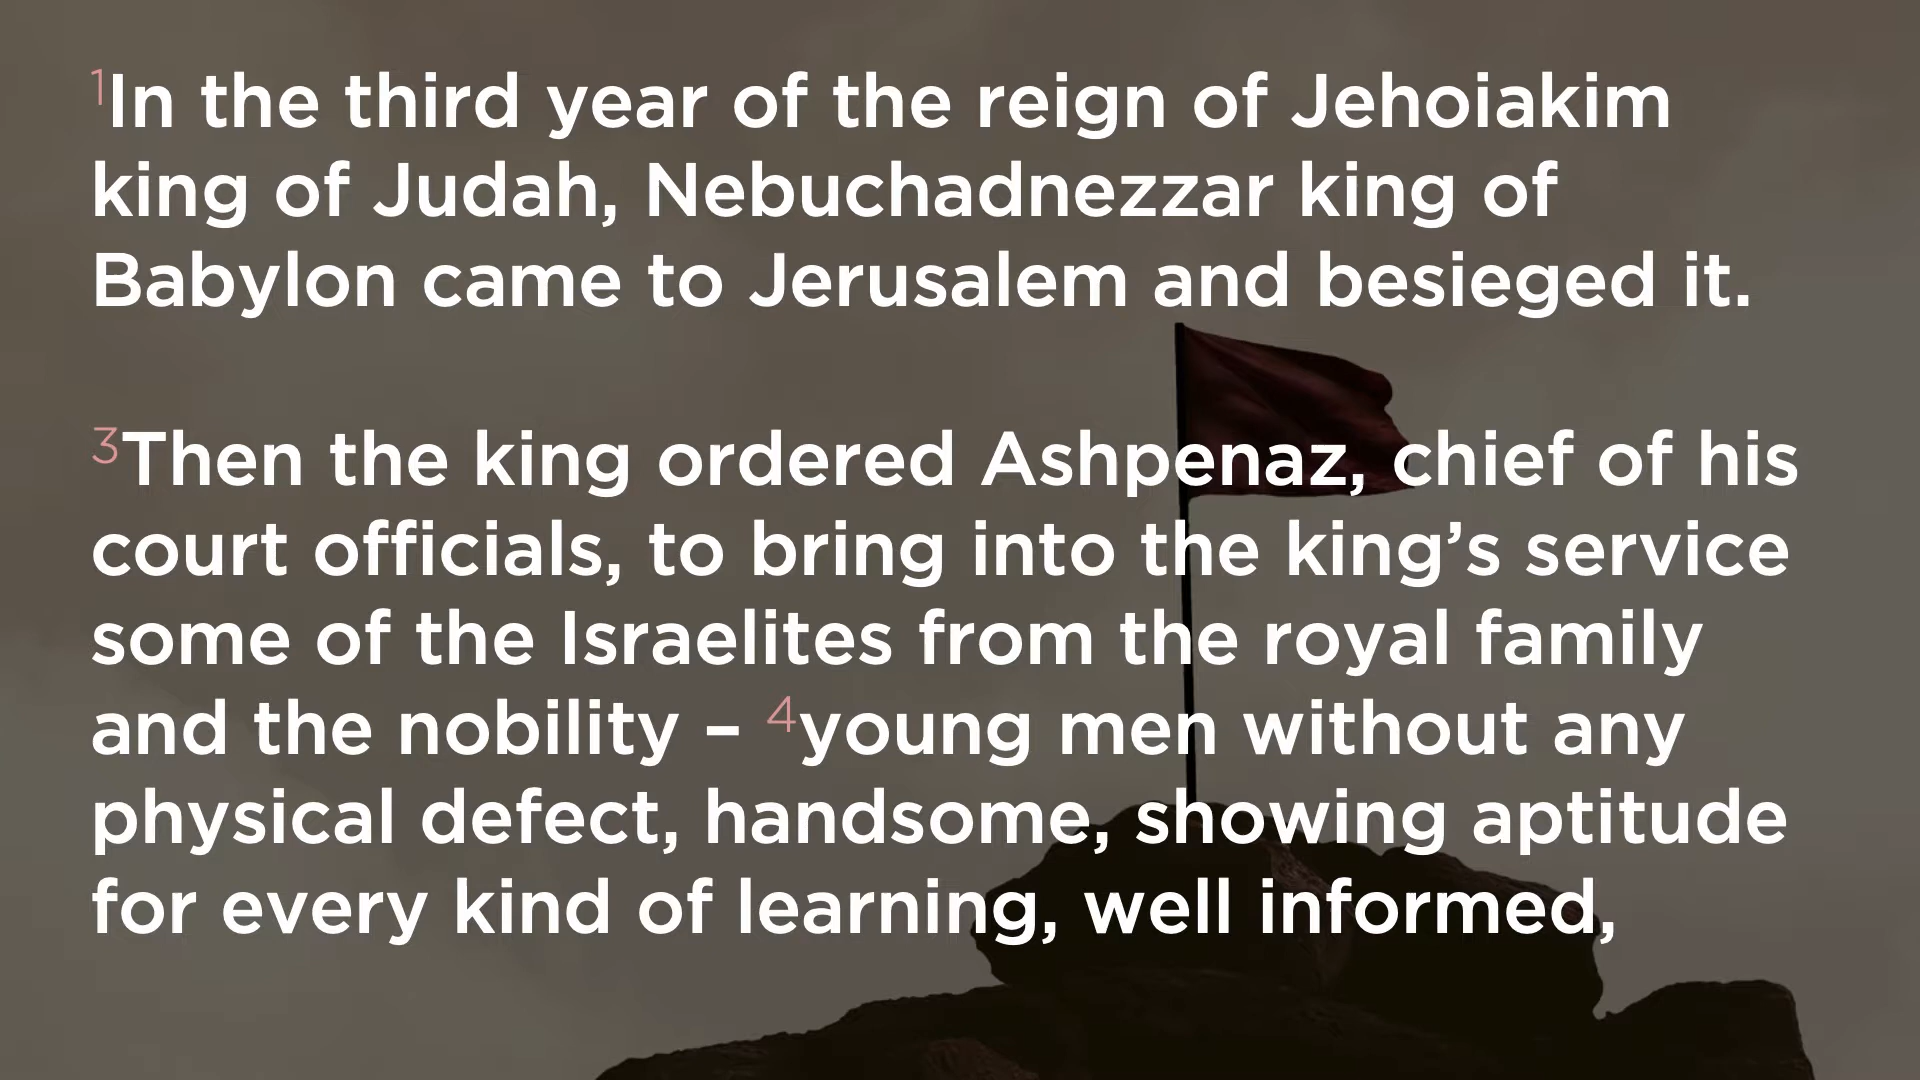 1In the third year of the reign of Jehoiakim
king of Judah, Nebuchadnezzar king of
Babylon came to Jerusalem and besieged it.
3Then the king ordered Ashpenaz, chief of his
court officials, to bring into the king’s service
some of the Israelites from the royal family
and the nobility – 4young men without any
physical defect, handsome, showing aptitude
for every kind of learning, well informed,